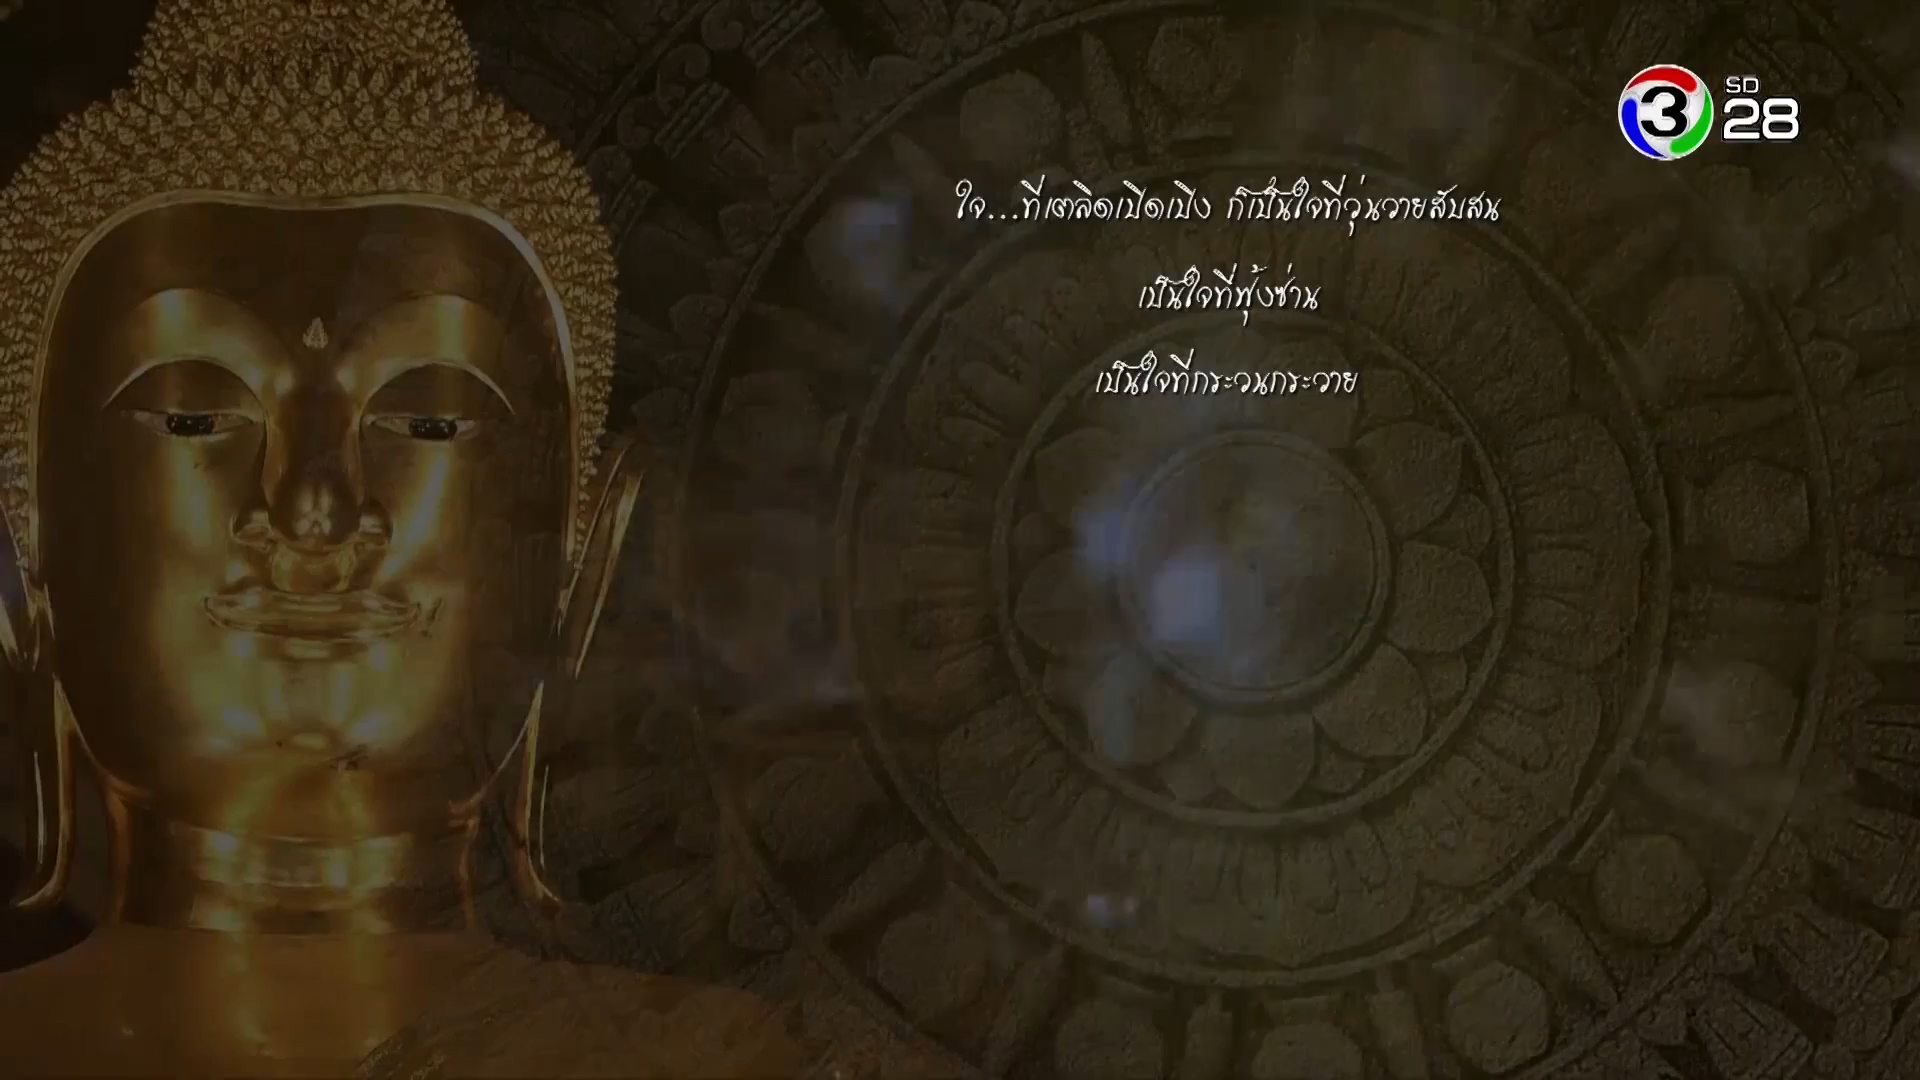 3 SD
28
ใจ...ที่เตลิดเปิดเปิง ก็เป็นใจที่วุ่นวายสับสน
เป็นใจที่ฟุ้งซ่าน
เป็นใจที่กระวนกระวาย